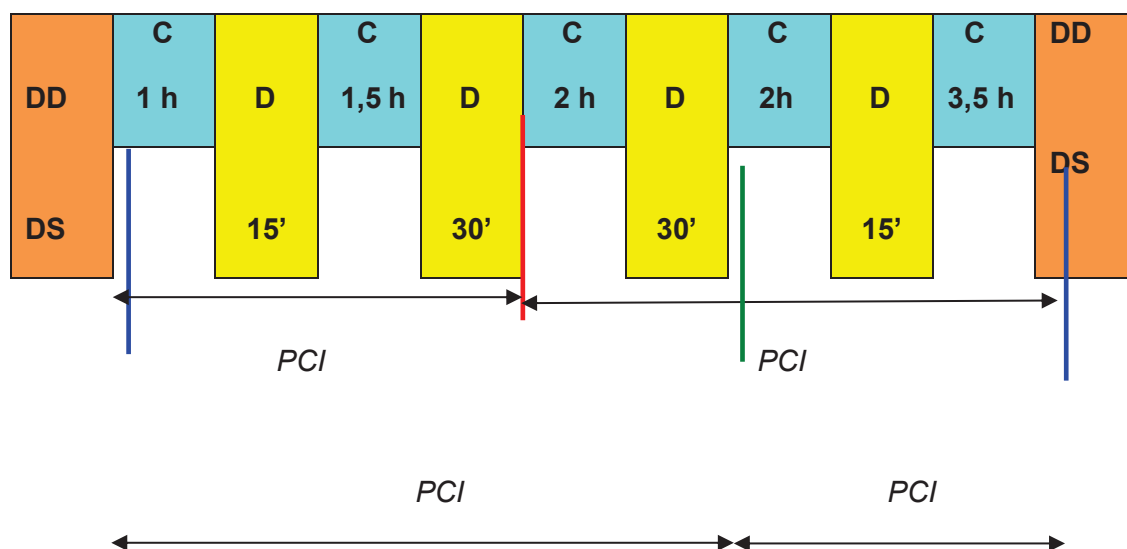 C C C C C DD
DD 1 h D 1,5 h D 2 h D 2h D 3,5 h
DS
DS 15’ 30’ 30’ 15’
PCI PCI
PCI PCI